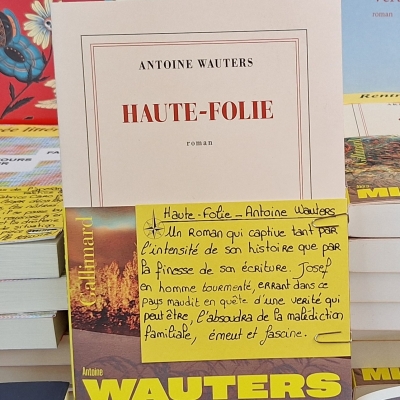 ANTOINE WAUTERS
HAUTE-FOLIE
roman
Gallimard
Haute-Folie - Antoine Wauters
Un Roman qui captive tant par
l'intensité de son histoire que par
la finesse de son écriture. Josef
en homme tourmenté, errant dans ce
pays maudit en quête d'une verité qui
peut être, l'absoudra de la malédiction
familiale, émeut et fascine.
Antoine
WAUTERS
roman